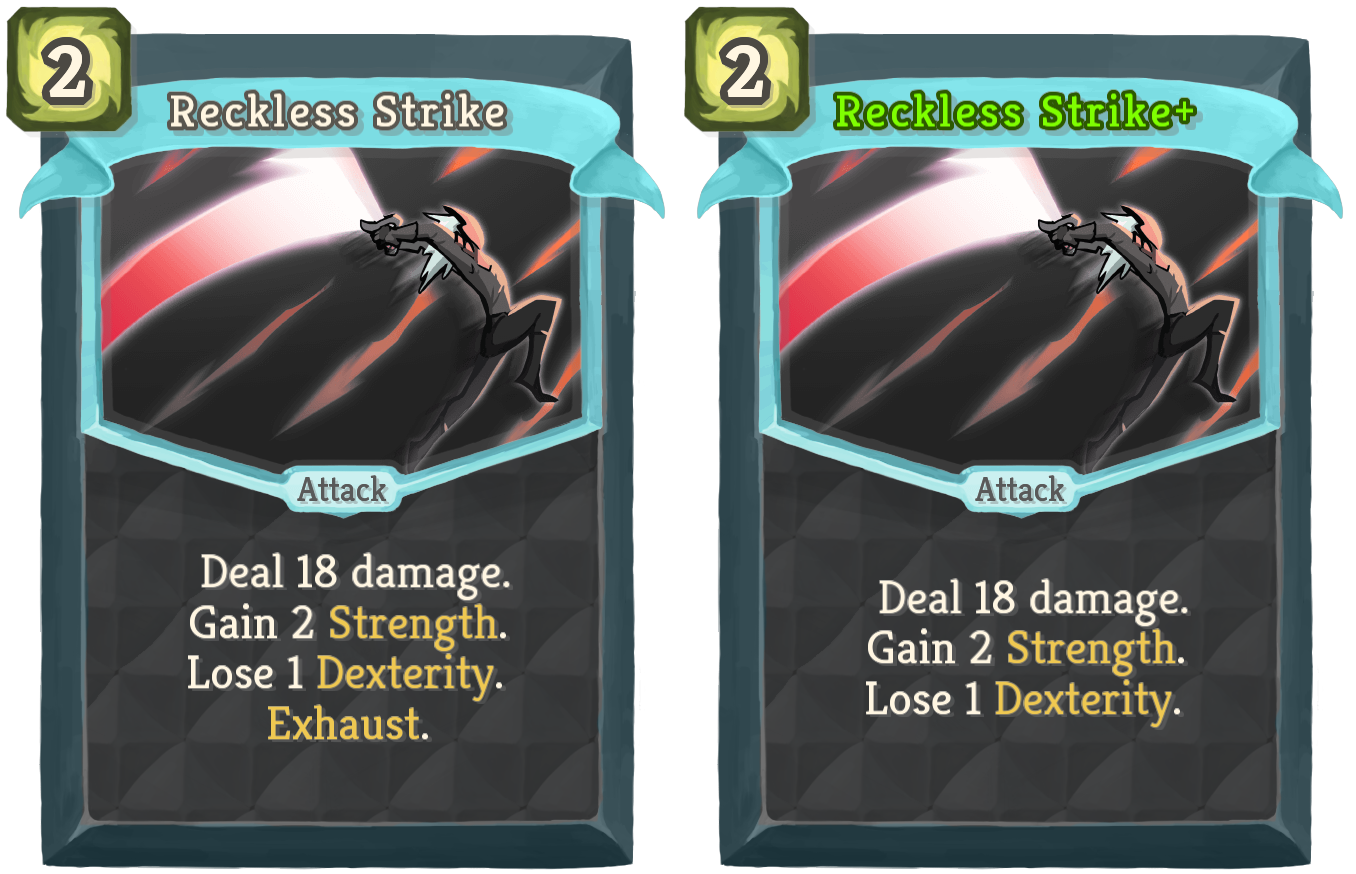 2
Reckless Strike
Attack
Deal 18 damage.
Gain 2 Strength.
Lose 1 Dexterity.
Exhaust.
2
Reckless Strike+
Attack
Deal 18 damage.
Gain 2 Strength.
Lose 1 Dexterity.